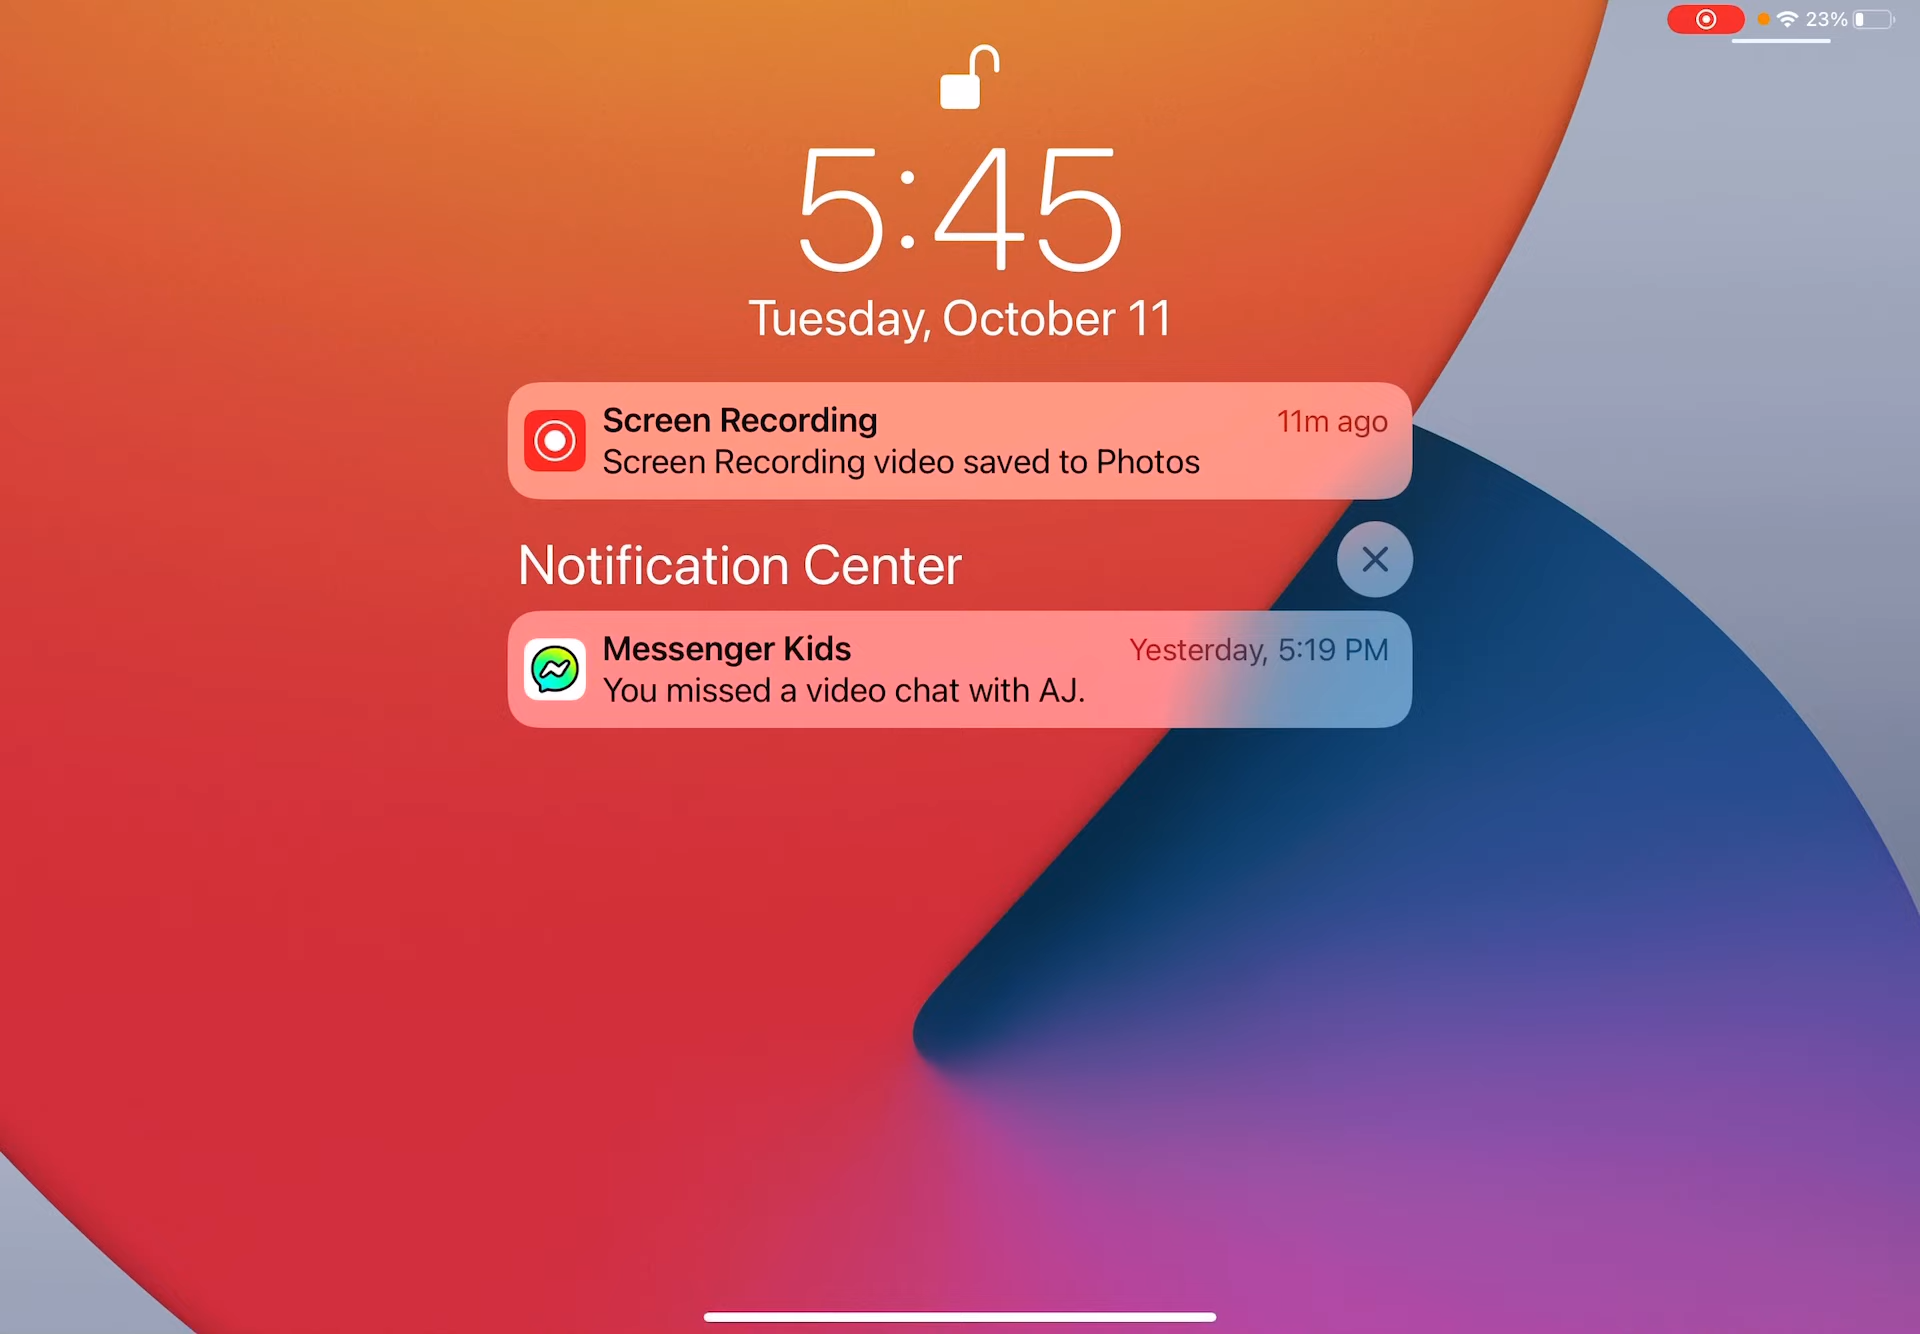 23%
5:45
Tuesday, October 11
Screen Recording 11m ago
Screen Recording video saved to Photos
Notification Center
Messenger Kids Yesterday, 5:19 PM
You missed a video chat with AJ.